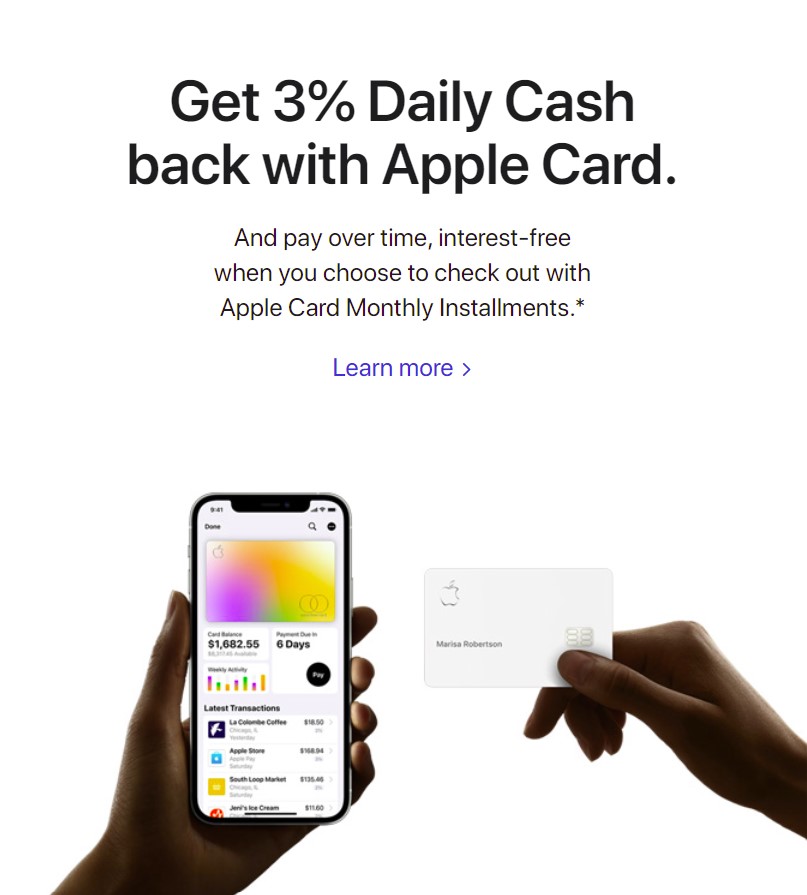 Get 3% Daily Cash
back with Apple Card.
And pay over time, interest-free
when you choose to check out with
Apple Card Monthly Installments.*
Learn more >
9:41
Done
Card Balance
$1,682.55
$8,317.45 Available
Payment Due In
6 Days
Weekly Activity
Pay
Latest Transactions
La Colombe Coffee $18.50
Chicago, IL 2%
Yesterday
Apple Store $168.94
Apple Pay 3%
Saturday
South Loop Market $135.46
Chicago, IL 2%
Saturday
Jeni's Ice Cream $11.60
Marisa Robertson